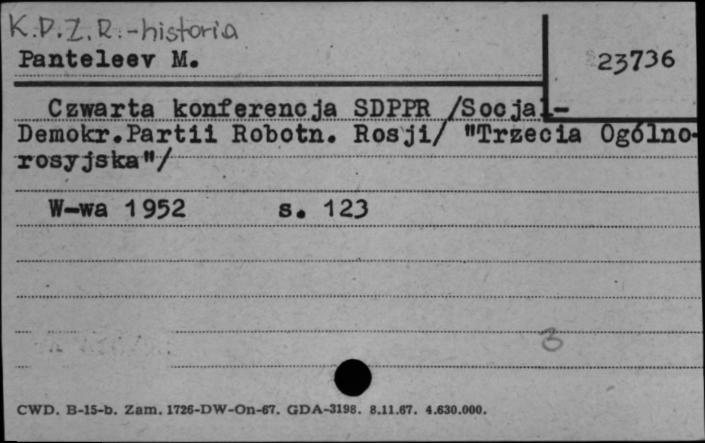 K.P.Z.R.-historia
Panteleev M.
23736
Czwarta konferencja SDPPR /Socjal-
Demokr.Partii Robotn. Rosji/ "Trzecia Ogólno-
rosyjska"/
W-wa 1952 s. 123
3
CWD. B-15-b. Zam. 1726-DW-On-67. GDA-3198. 8.11.67. 4.630.000.